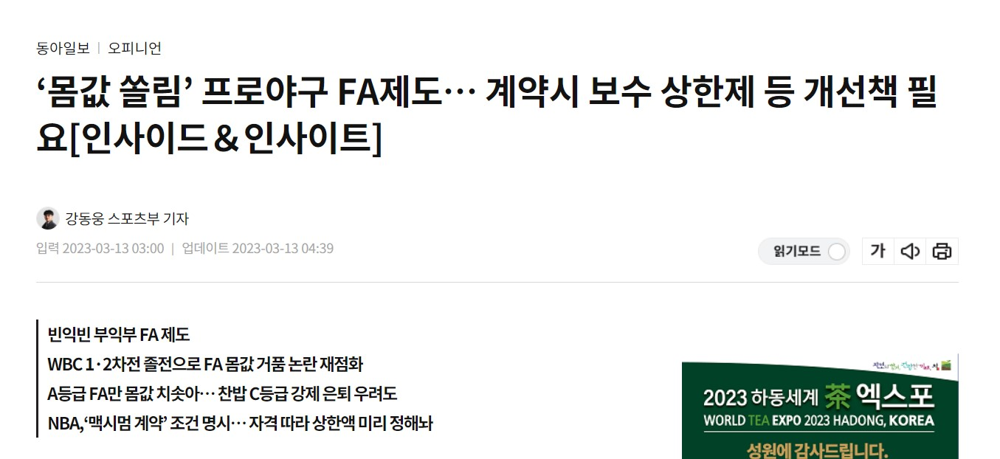 동아일보 | 오피니언
‘몸값 쏠림’ 프로야구 FA제도… 계약시 보수 상한제 등 개선책 필
요[인사이드&인사이트]
강동웅 스포츠부 기자
입력 2023-03-13 03:00 | 업데이트 2023-03-13 04:39
읽기모드
가
빈익빈 부익부 FA 제도
WBC 1·2차전 졸전으로 FA 몸값 거품 논란 재점화
A등급 FA만 몸값 치솟아… 찬밥 C등급 강제 은퇴 우려도
NBA,‘맥시멈 계약’ 조건 명시… 자격 따라 상한액 미리 정해놔
2023 하동세계 茶 엑스포
WORLD TEA EXPO 2023 HADONG, KOREA
성원에 감사드립니다.